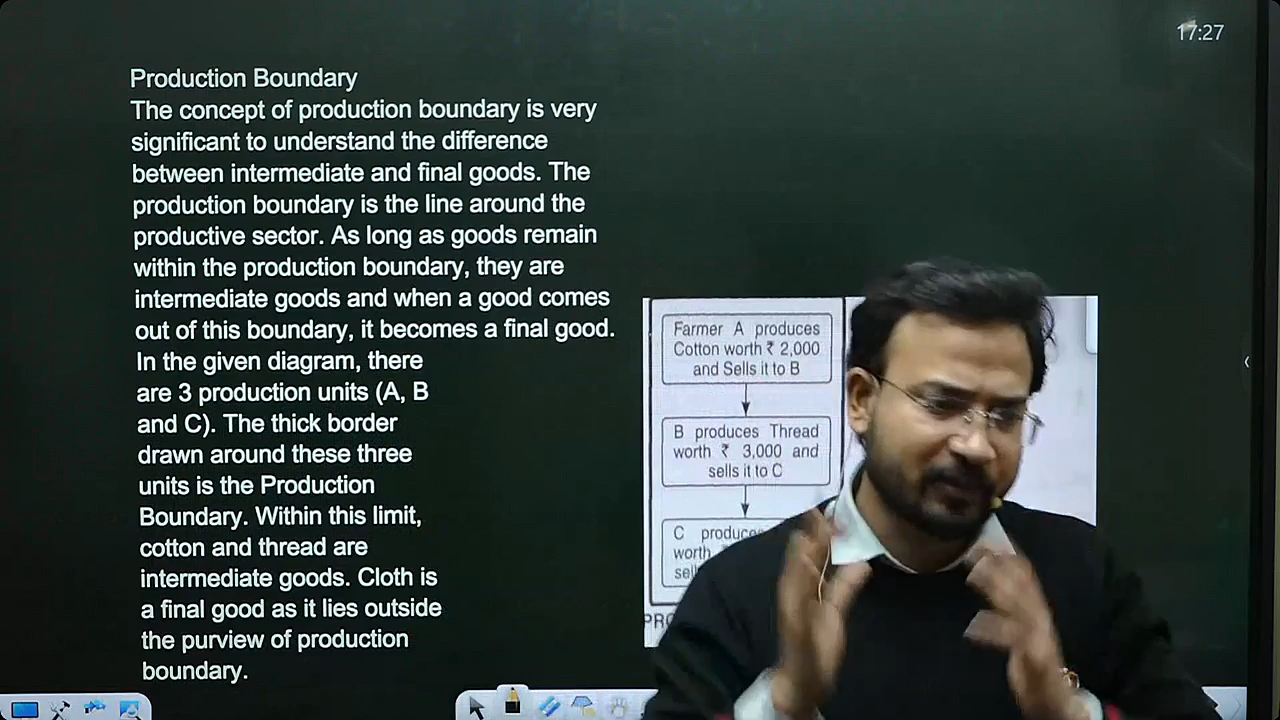 17:27
Production Boundary
The concept of production boundary is very
significant to understand the difference
between intermediate and final goods. The
production boundary is the line around the
productive sector. As long as goods remain
within the production boundary, they are
intermediate goods and when a good comes
out of this boundary, it becomes a final good.
In the given diagram, there
are 3 production units (A, B
and C). The thick border
drawn around these three
units is the Production
Boundary. Within this limit,
cotton and thread are
intermediate goods. Cloth is
a final good as it lies outside
the purview of production
boundary.
Farmer A produces
Cotton worth ₹ 2,000
and Sells it to B
B produces Thread
worth ₹ 3,000 and
sells it to C
C produces
worth